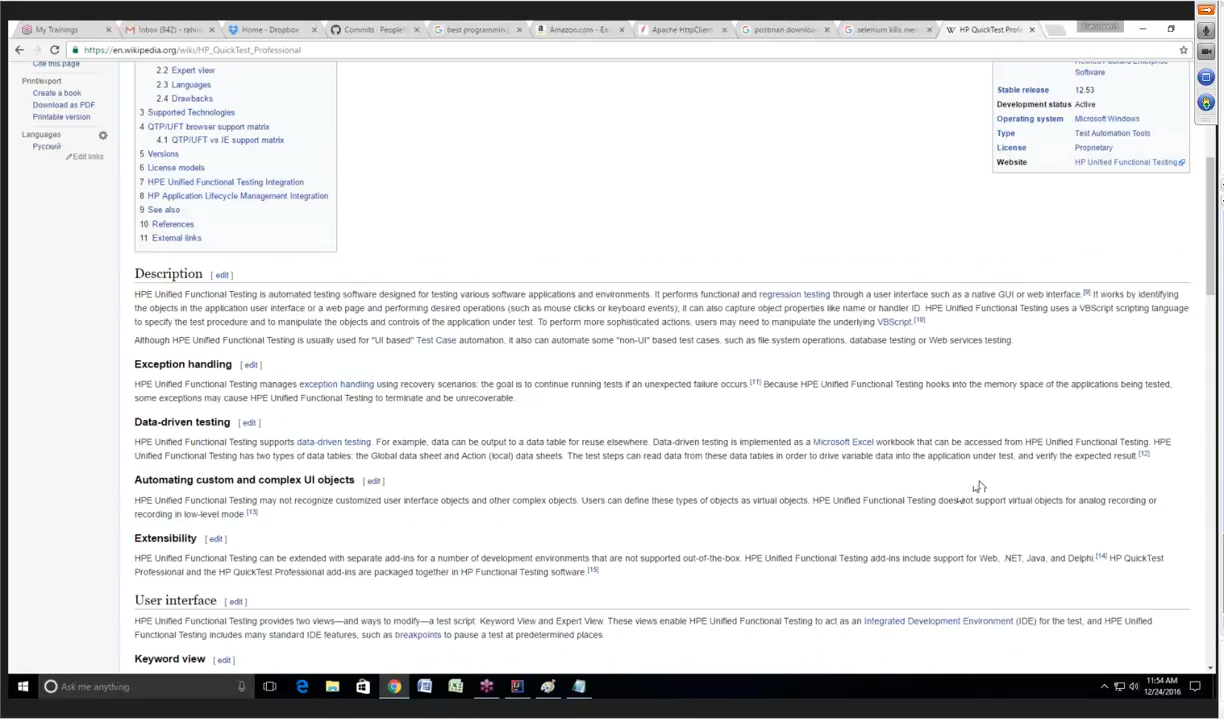 My Trainings
Inbox (942) - rahul
Home - Dropbox
Commits · People
best programmin
Amazon.com - Ea
Apache HttpClien
postman downlo
selenium kills me
HP QuickTest Profe
https://en.wikipedia.org/wiki/HP_QuickTest_Professional
Cite this page
Print/export
Create a book
Download as PDF
Printable version
Languages
Русский
Edit links
2.2 Expert view
2.3 Languages
2.4 Drawbacks
3 Supported Technologies
4 QTP/UFT browser support matrix
4.1 QTP/UFT vs IE support matrix
5 Versions
6 License models
7 HPE Unified Functional Testing Integration
8 HP Application Lifecycle Management Integration
9 See also
10 References
11 External links
Software
Stable release 12.53
Development status Active
Operating system Microsoft Windows
Type Test Automation Tools
License Proprietary
Website HP Unified Functional Testing
Description [ edit ]
HPE Unified Functional Testing is automated testing software designed for testing various software applications and environments. It performs functional and regression testing through a user interface such as a native GUI or web interface.[9] It works by identifying
the objects in the application user interface or a web page and performing desired operations (such as mouse clicks or keyboard events); it can also capture object properties like name or handler ID. HPE Unified Functional Testing uses a VBScript scripting language
to specify the test procedure and to manipulate the objects and controls of the application under test. To perform more sophisticated actions, users may need to manipulate the underlying VBScript.[10]
Although HPE Unified Functional Testing is usually used for "UI based" Test Case automation, it also can automate some "non-UI" based test cases, such as file system operations, database testing or Web services testing.
Exception handling [ edit ]
HPE Unified Functional Testing manages exception handling using recovery scenarios; the goal is to continue running tests if an unexpected failure occurs.[11] Because HPE Unified Functional Testing hooks into the memory space of the applications being tested,
some exceptions may cause HPE Unified Functional Testing to terminate and be unrecoverable.
Data-driven testing [ edit ]
HPE Unified Functional Testing supports data-driven testing. For example, data can be output to a data table for reuse elsewhere. Data-driven testing is implemented as a Microsoft Excel workbook that can be accessed from HPE Unified Functional Testing. HPE
Unified Functional Testing has two types of data tables: the Global data sheet and Action (local) data sheets. The test steps can read data from these data tables in order to drive variable data into the application under test, and verify the expected result.[12]
Automating custom and complex UI objects [ edit ]
HPE Unified Functional Testing may not recognize customized user interface objects and other complex objects. Users can define these types of objects as virtual objects. HPE Unified Functional Testing does not support virtual objects for analog recording or
recording in low-level mode.[13]
Extensibility [ edit ]
HPE Unified Functional Testing can be extended with separate add-ins for a number of development environments that are not supported out-of-the-box. HPE Unified Functional Testing add-ins include support for Web, .NET, Java, and Delphi.[14] HP QuickTest
Professional and the HP QuickTest Professional add-ins are packaged together in HP Functional Testing software.[15]
User interface [ edit ]
HPE Unified Functional Testing provides two views—and ways to modify—a test script: Keyword View and Expert View. These views enable HPE Unified Functional Testing to act as an Integrated Development Environment (IDE) for the test, and HPE Unified
Functional Testing includes many standard IDE features, such as breakpoints to pause a test at predetermined places.
Keyword view [ edit ]
Ask me anything
11:54 AM
12/24/2016